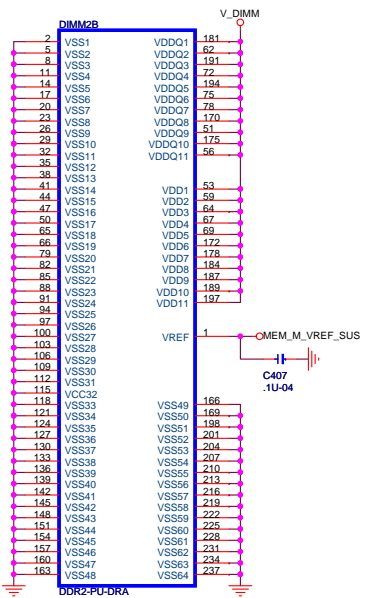 V_DIMM
DIMM2B
2 VSS1 VDDQ1 181
5 VSS2 VDDQ2 62
8 VSS3 VDDQ3 191
11 VSS4 VDDQ4 72
14 VSS5 VDDQ5 194
17 VSS6 VDDQ6 75
20 VSS7 VDDQ7 78
23 VSS8 VDDQ8 170
26 VSS9 VDDQ9 51
29 VSS10 VDDQ10 175
32 VSS11 VDDQ11 56
35 VSS12
38 VSS13
41 VSS14 VDD1 53
44 VSS15 VDD2 59
47 VSS16 VDD3 64
50 VSS17 VDD4 67
65 VSS18 VDD5 69
66 VSS19 VDD6 172
79 VSS20 VDD7 178
82 VSS21 VDD8 184
85 VSS22 VDD9 187
88 VSS23 VDD10 189
91 VSS24 VDD11 197
94 VSS25
97 VSS26
100 VSS27 VREF 1 MEM_M_VREF_SUS
103 VSS28
106 VSS29
109 VSS30 C407
112 VSS31 .1U-04
115 VCC32
118 VSS33 VSS49 166
121 VSS34 VSS50 169
124 VSS35 VSS51 198
127 VSS36 VSS52 201
130 VSS37 VSS53 204
133 VSS38 VSS54 207
136 VSS39 VSS55 210
139 VSS40 VSS56 213
142 VSS41 VSS57 216
145 VSS42 VSS58 219
148 VSS43 VSS59 222
151 VSS44 VSS60 225
154 VSS45 VSS61 228
157 VSS46 VSS62 231
160 VSS47 VSS63 234
163 VSS48 VSS64 237
DDR2-PU-DRA